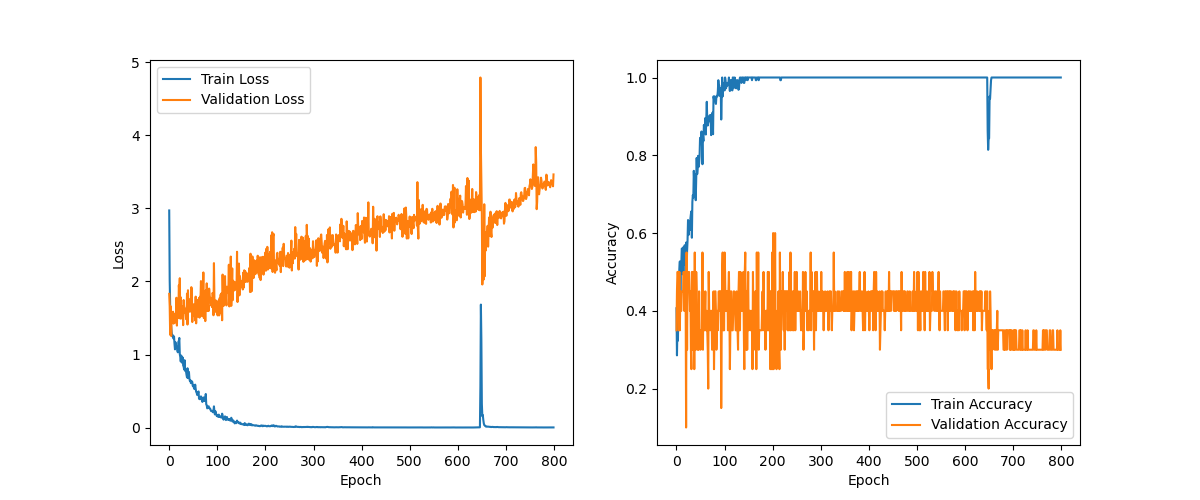 5
4
3
2
1
0
Loss
Train Loss
Validation Loss
0 100 200 300 400 500 600 700 800
Epoch
1.0
0.8
0.6
0.4
0.2
Accuracy
Train Accuracy
Validation Accuracy
0 100 200 300 400 500 600 700 800
Epoch